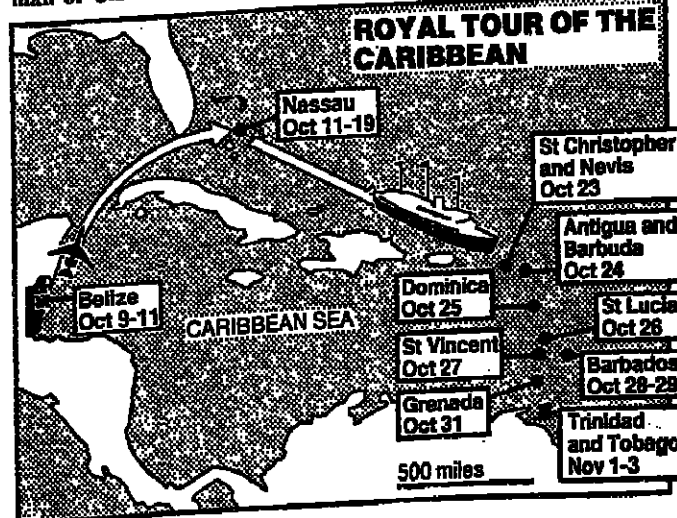 ROYAL TOUR OF THE
CARIBBEAN
Nassau
Oct 11-19
St Christopher
and Nevis
Oct 23
Antigua and
Barbuda
Oct 24
Belize
Oct 9-11
CARIBBEAN SEA
Dominica
Oct 25
St Lucia
Oct 26
St Vincent
Oct 27
Barbados
Oct 28-29
Grenada
Oct 31
Trinidad
and Tobago
Nov 1-3
500 miles